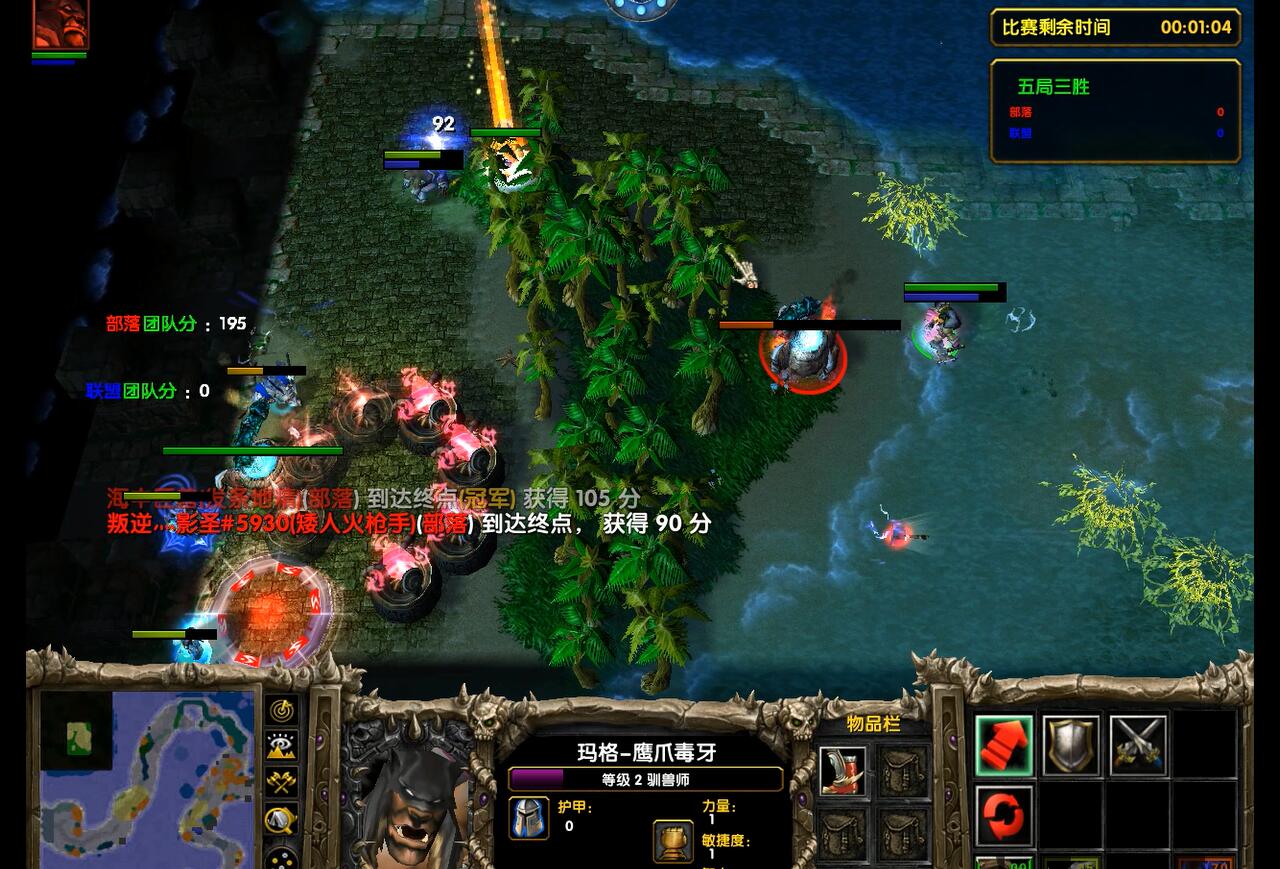 比赛剩余时间 00:01:04
五局三胜
部落 0
联盟 0
92
部落团队分 : 195
联盟团队分 : 0
(部落) 到达终点(冠军) 获得 105 分
叛逆灬影圣#5930(矮人火枪手)(部落) 到达终点， 获得 90 分
玛格-鹰爪毒牙
等级 2 驯兽师
护甲:
0
力量:
1
敏捷度:
1
物品栏